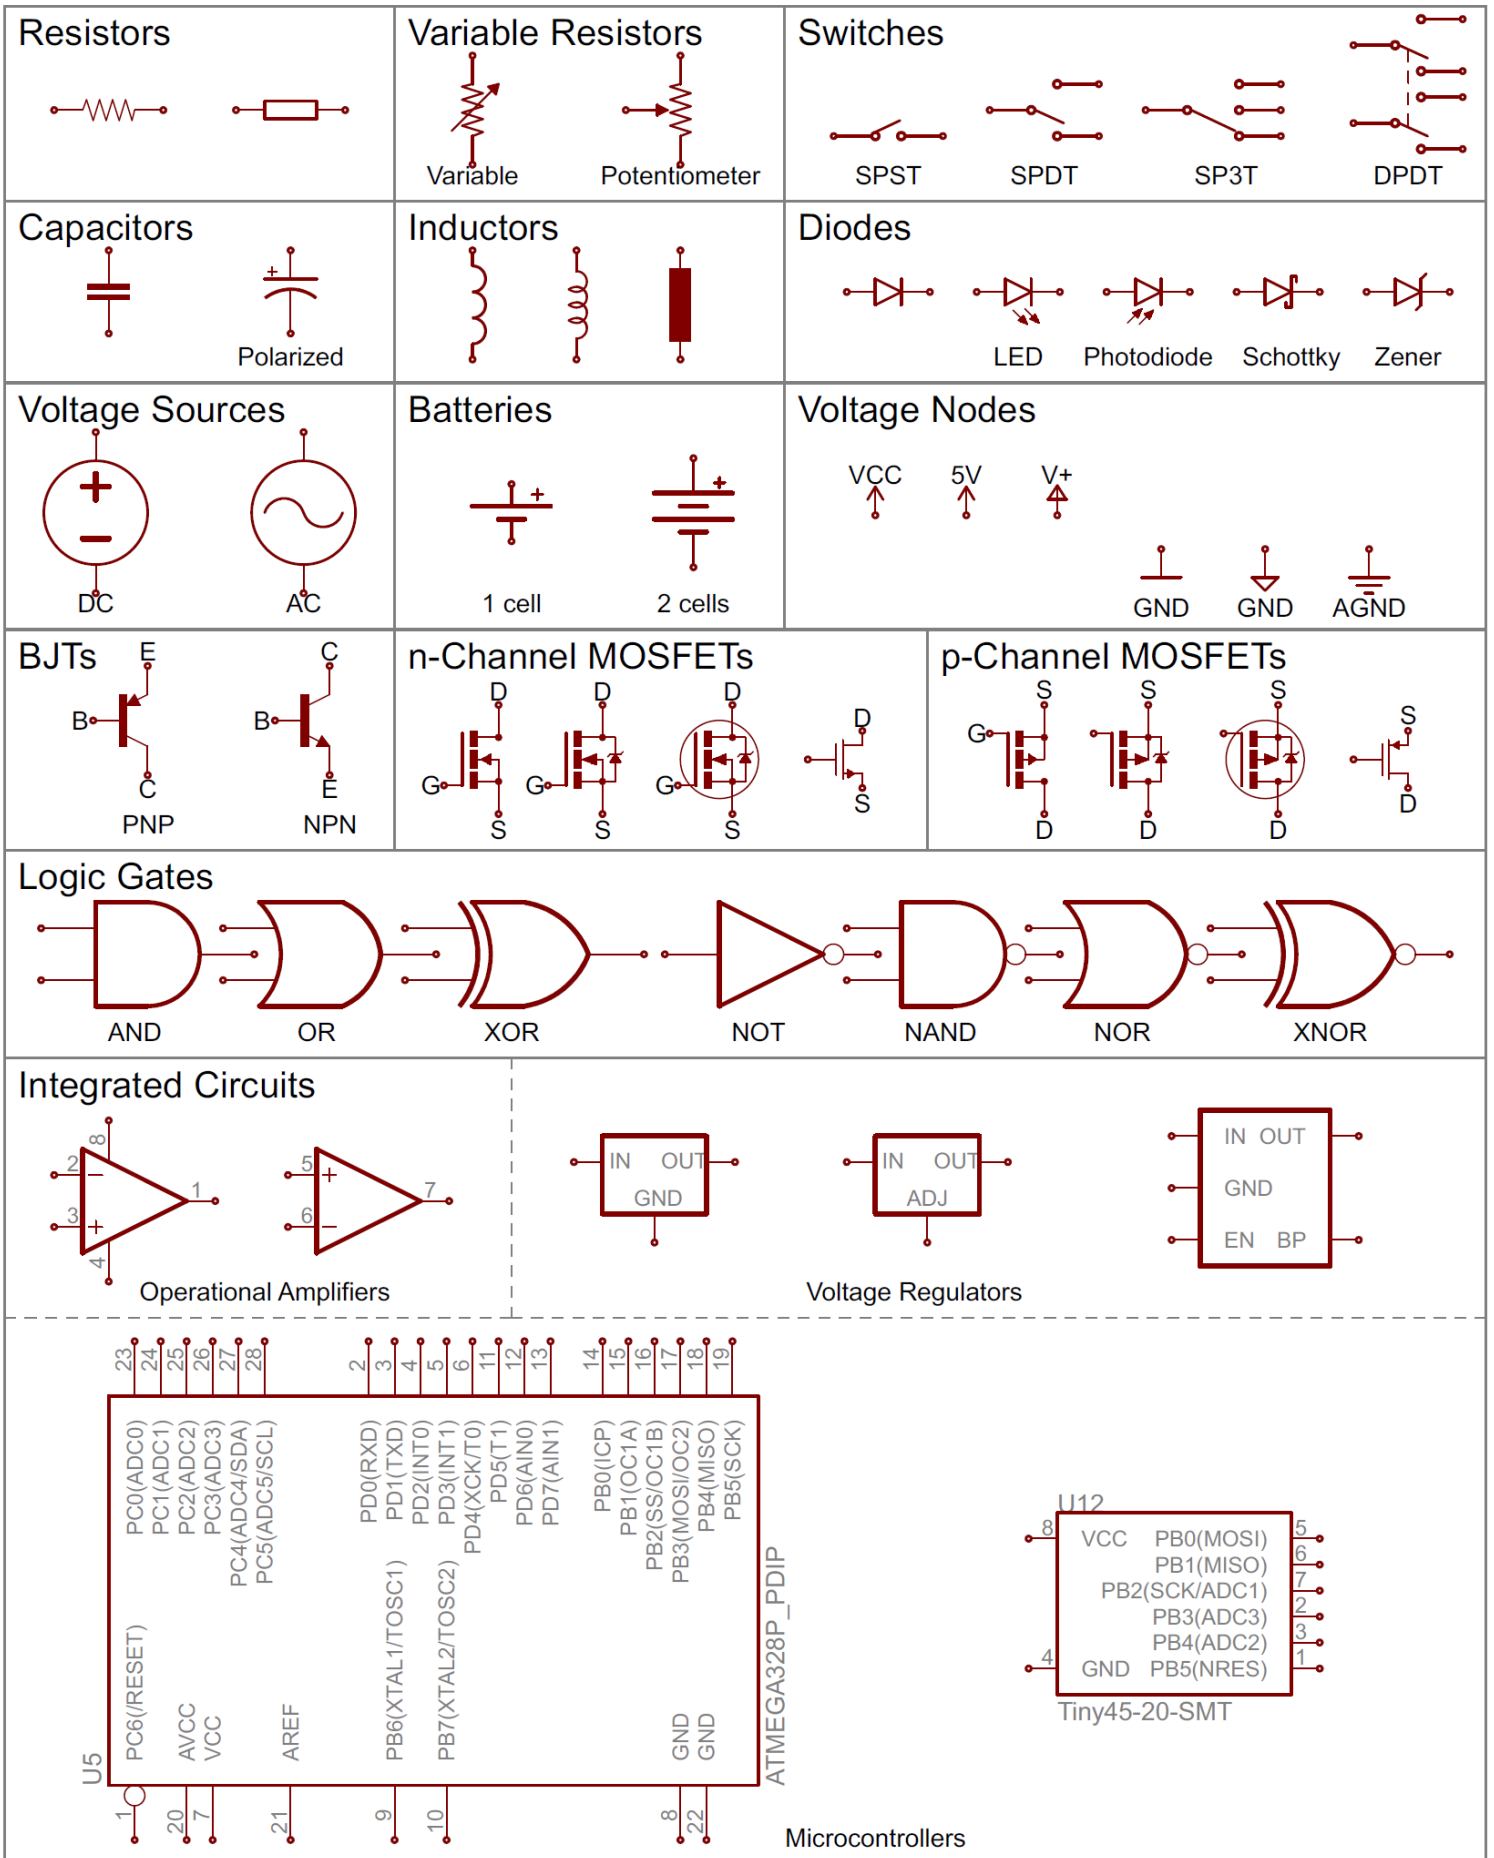 Resistors
Variable Resistors
Variable
Potentiometer
Switches
SPST
SPDT
SP3T
DPDT
Capacitors
+
Polarized
Inductors
Diodes
LED
Photodiode
Schottky
Zener
Voltage Sources
+
−
DC
AC
Batteries
+
1 cell
+
2 cells
Voltage Nodes
VCC
5V
V+
GND
GND
AGND
BJTs
E
B
C
PNP
C
B
E
NPN
n-Channel MOSFETs
D
G
S
D
G
S
D
G
S
D
S
p-Channel MOSFETs
S
G
D
S
D
S
D
S
D
Logic Gates
AND
OR
XOR
NOT
NAND
NOR
XNOR
Integrated Circuits
8
2
−
1
3
+
4
5
+
7
6
−
Operational Amplifiers
IN OUT
GND
IN OUT
ADJ
IN OUT
GND
EN BP
Voltage Regulators
23
24
25
26
27
28
2
3
4
5
6
11
12
13
14
15
16
17
18
19
PC0(ADC0)
PC1(ADC1)
PC2(ADC2)
PC3(ADC3)
PC4(ADC4/SDA)
PC5(ADC5/SCL)
PD0(RXD)
PD1(TXD)
PD2(INT0)
PD3(INT1)
PD4(XCK/T0)
PD5(T1)
PD6(AIN0)
PD7(AIN1)
PB0(ICP)
PB1(OC1A)
PB2(SS/OC1B)
PB3(MOSI/OC2)
PB4(MISO)
PB5(SCK)
PC6(/RESET)
AVCC
VCC
AREF
PB6(XTAL1/TOSC1)
PB7(XTAL2/TOSC2)
GND
GND
U5
ATMEGA328P_PDIP
1
20
7
21
9
10
8
22
U12
8 VCC PB0(MOSI) 5
PB1(MISO) 6
PB2(SCK/ADC1) 7
PB3(ADC3) 2
PB4(ADC2) 3
4 GND PB5(NRES) 1
Tiny45-20-SMT
Microcontrollers